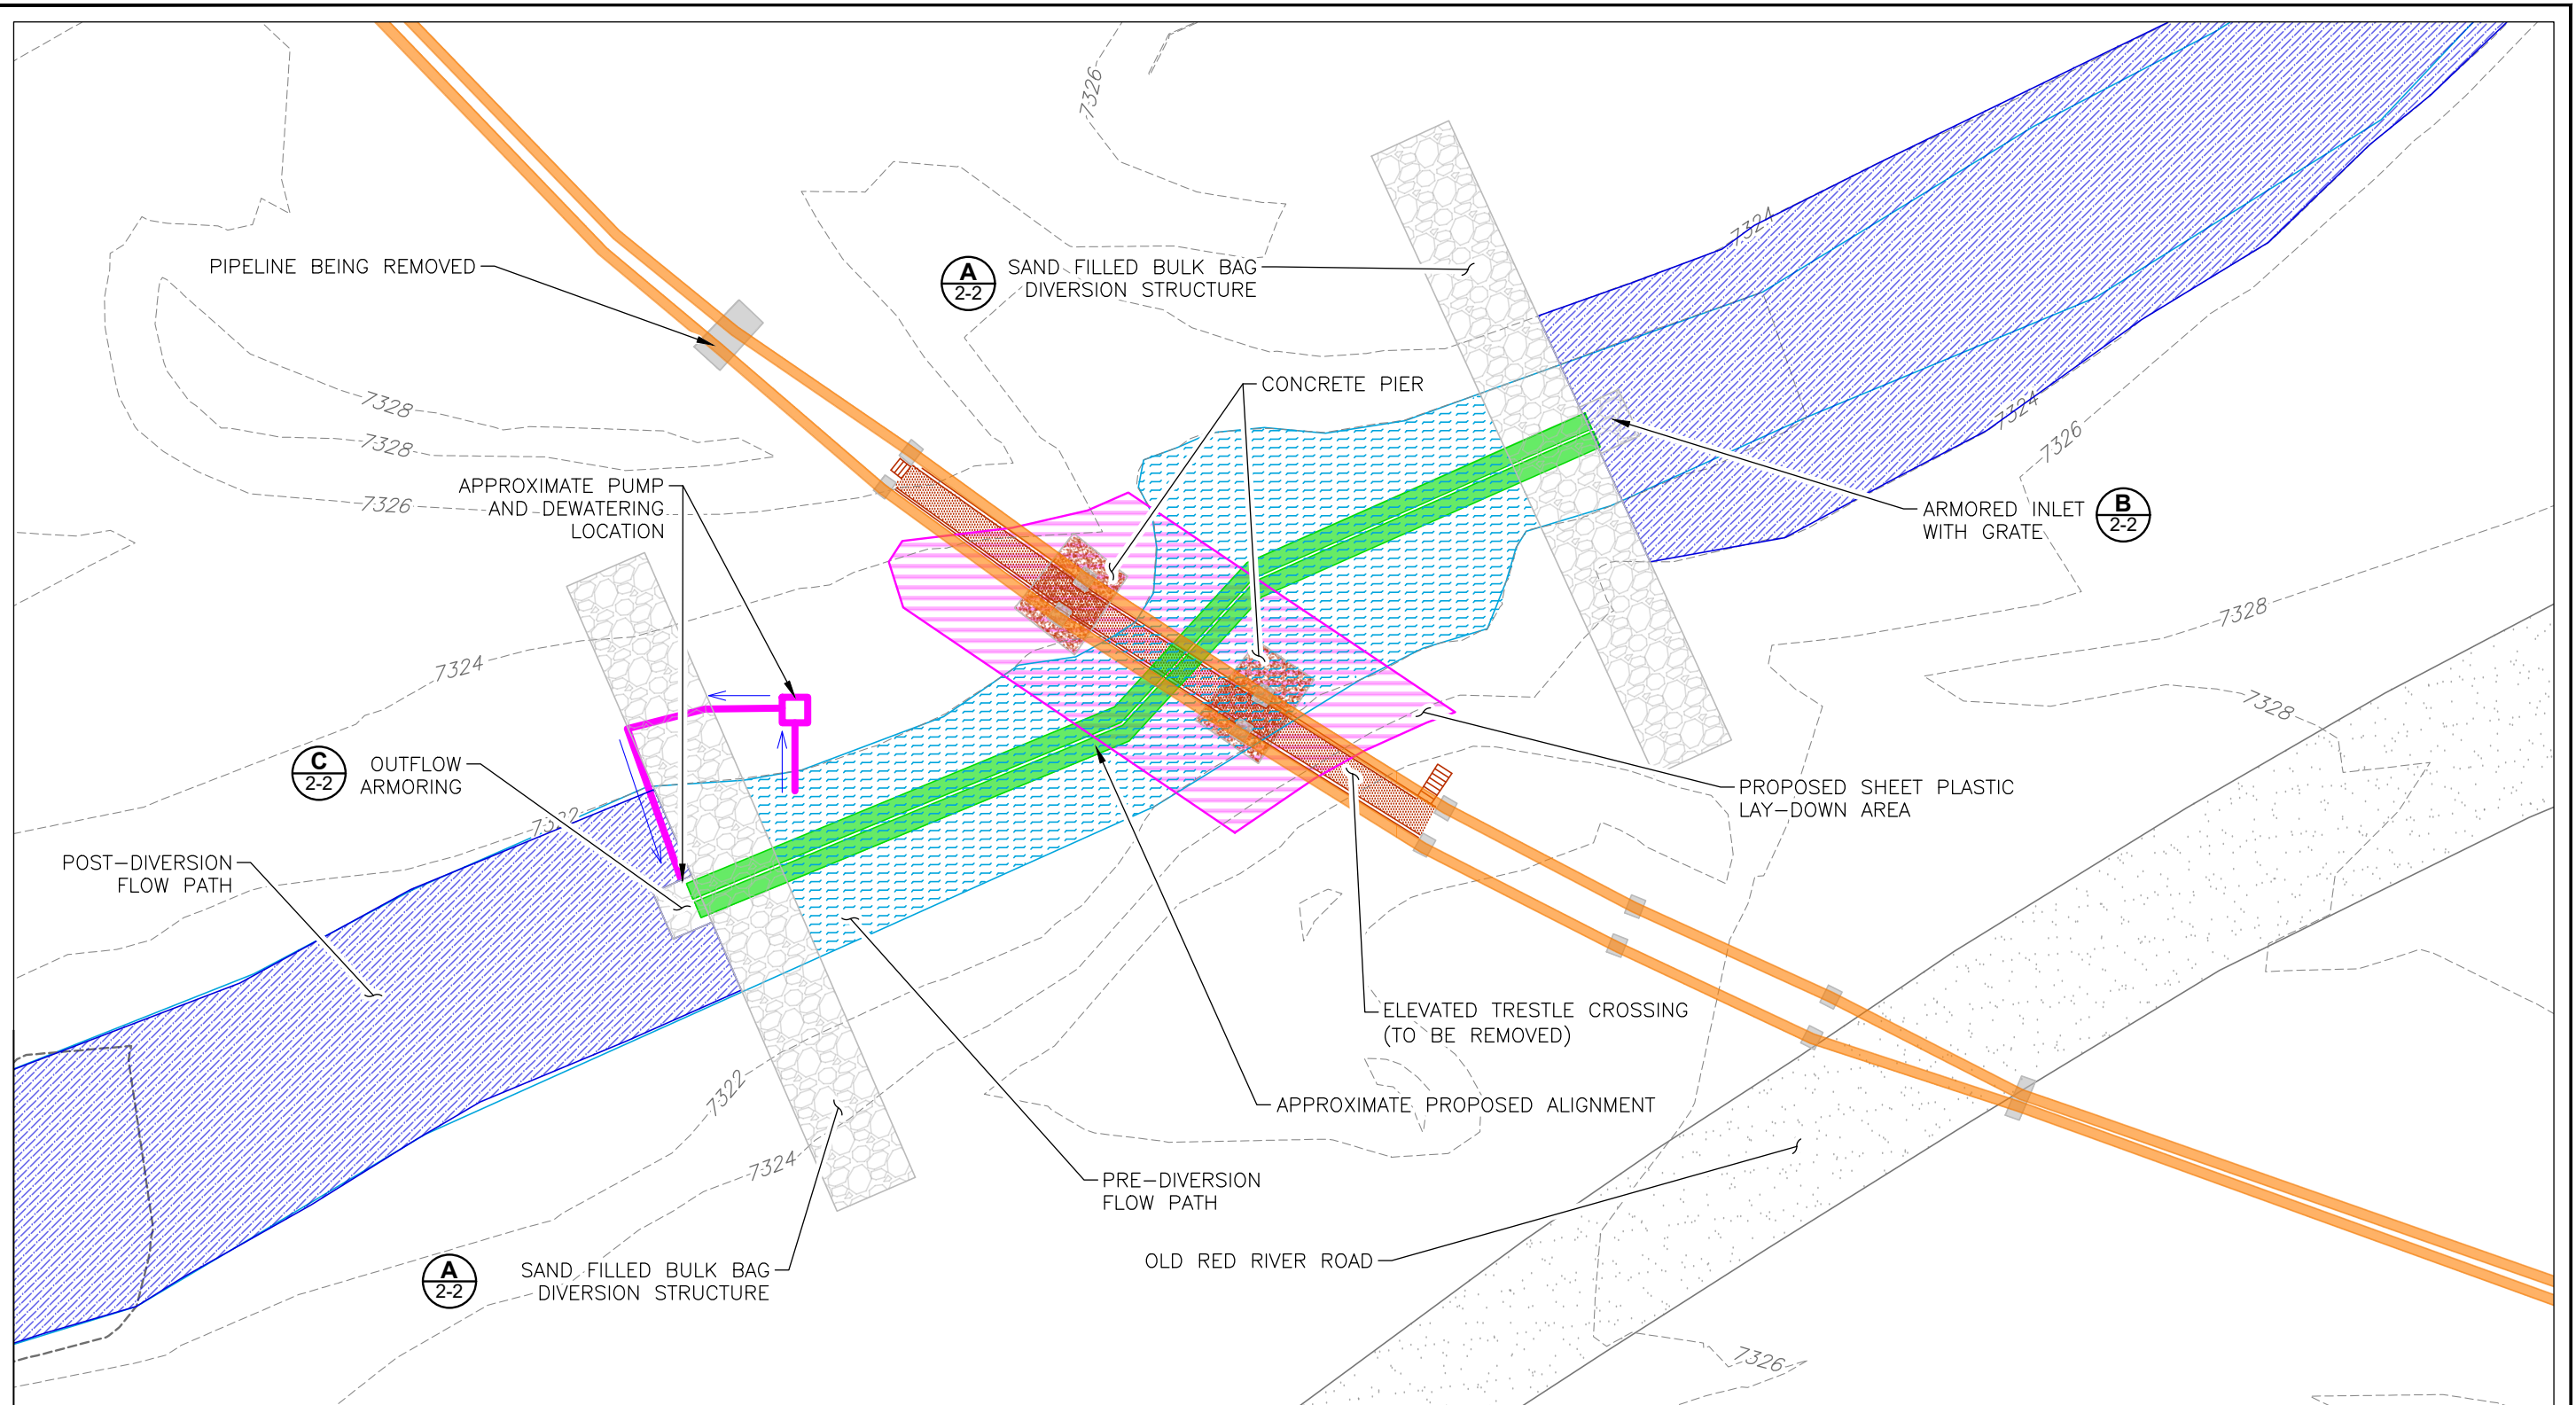 7326
7324
PIPELINE BEING REMOVED
A
2-2
SAND FILLED BULK BAG
DIVERSION STRUCTURE
CONCRETE PIER
7328
7328
7326
7324
7326
APPROXIMATE PUMP
AND DEWATERING
LOCATION
ARMORED INLET
WITH GRATE
B
2-2
7328
7324
7328
C
2-2
OUTFLOW
ARMORING
PROPOSED SHEET PLASTIC
LAY-DOWN AREA
7322
POST-DIVERSION
FLOW PATH
ELEVATED TRESTLE CROSSING
(TO BE REMOVED)
7322
APPROXIMATE PROPOSED ALIGNMENT
7324
PRE-DIVERSION
FLOW PATH
OLD RED RIVER ROAD
A
2-2
SAND FILLED BULK BAG
DIVERSION STRUCTURE
7326